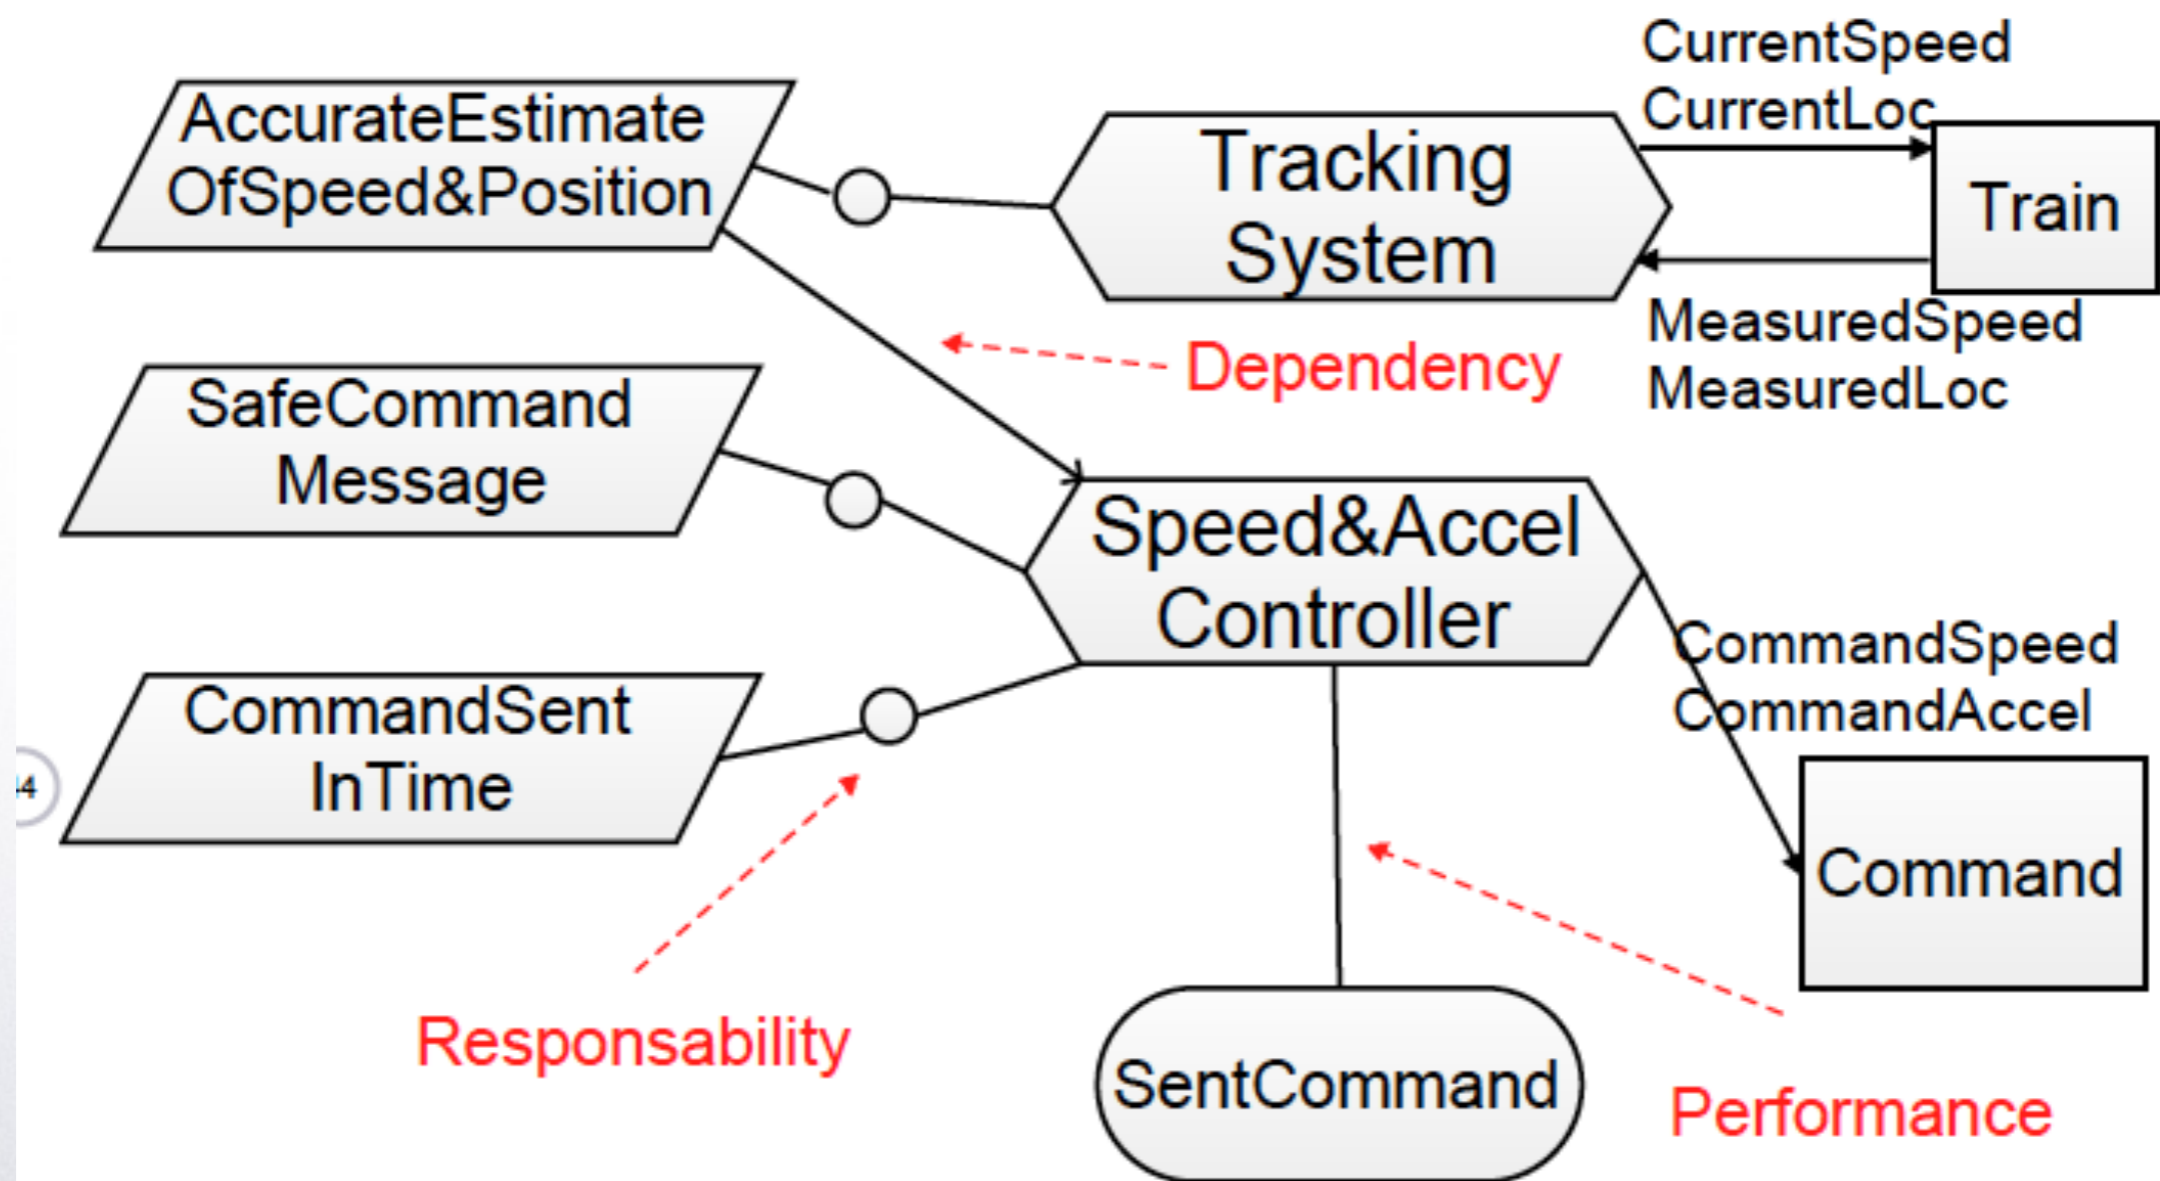 CurrentSpeed
CurrentLoc
AccurateEstimate
OfSpeed&Position
Tracking
System
Train
MeasuredSpeed
MeasuredLoc
Dependency
SafeCommand
Message
Speed&Accel
Controller
CommandSpeed
CommandAccel
CommandSent
InTime
Command
Responsability
SentCommand
Performance